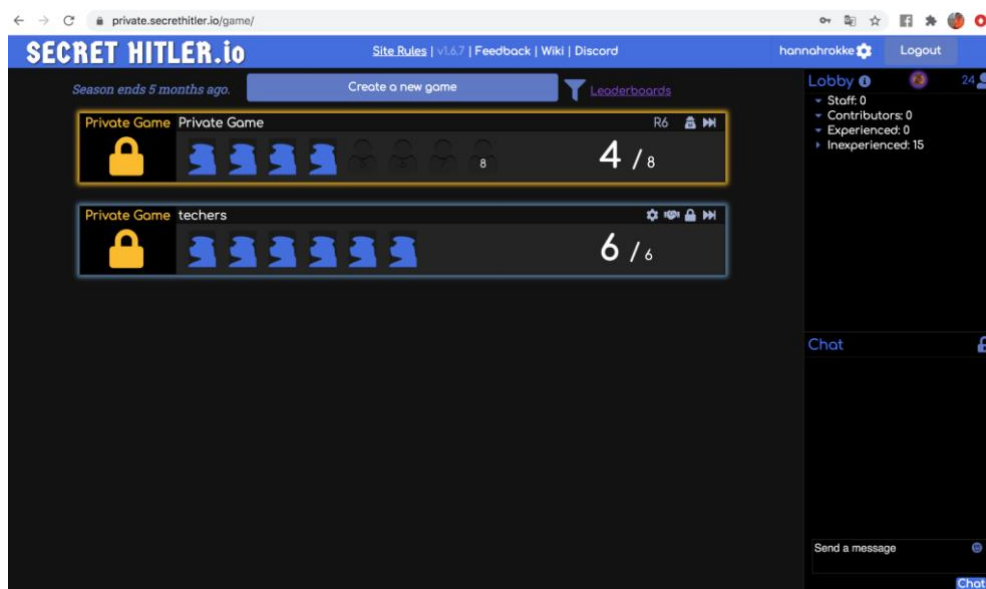 private.secrethitler.io/game/
SECRET HITLER.io
Site Rules | v1.6.7 | Feedback | Wiki | Discord
hannahrokke
Logout
Season ends 5 months ago.
Create a new game
Leaderboards
Private Game Private Game
R6
8
4 / 8
Private Game techers
6 / 6
Lobby
24
Staff: 0
Contributors: 0
Experienced: 0
Inexperienced: 15
Chat
Send a message
Chat